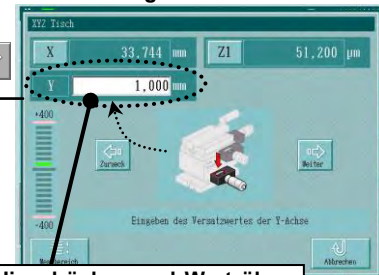 XYZ Tisch
X 33,744 mm Z1 51,200 µm
Y 1,000 mm
+400
Zurueck Weiter
-400
Eingeben des Versatzwertes der Y-Achse
Abbrechen